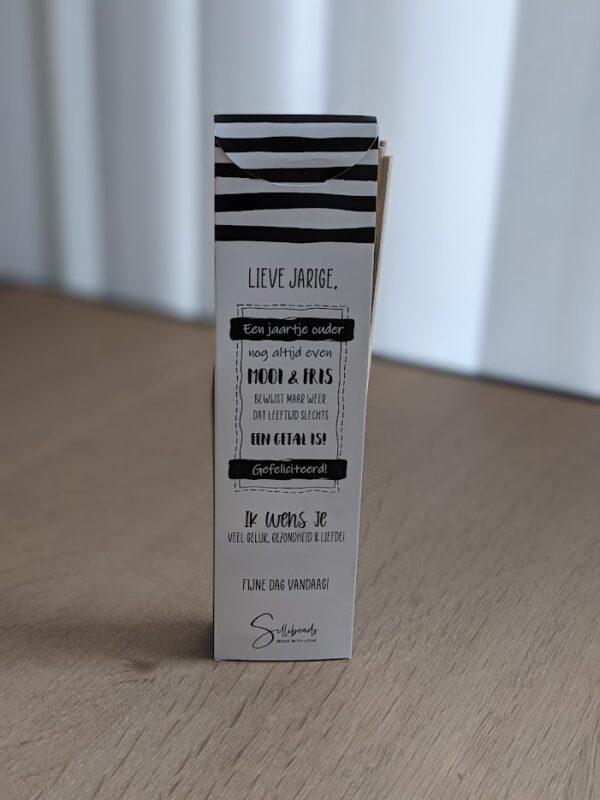 LIEVE JARIGE,
Een jaartje ouder
nog altijd even
MOOI & FRIS
BEWIJST MAAR WEER
DAT LEEFTIJD SLECHTS
EEN GETAL IS!
Gefeliciteerd!
Ik wens je
VEEL GELUK, GEZONDHEID & LIEFDE!
FIJNE DAG VANDAAG!
Sillibeads
MADE WITH LOVE